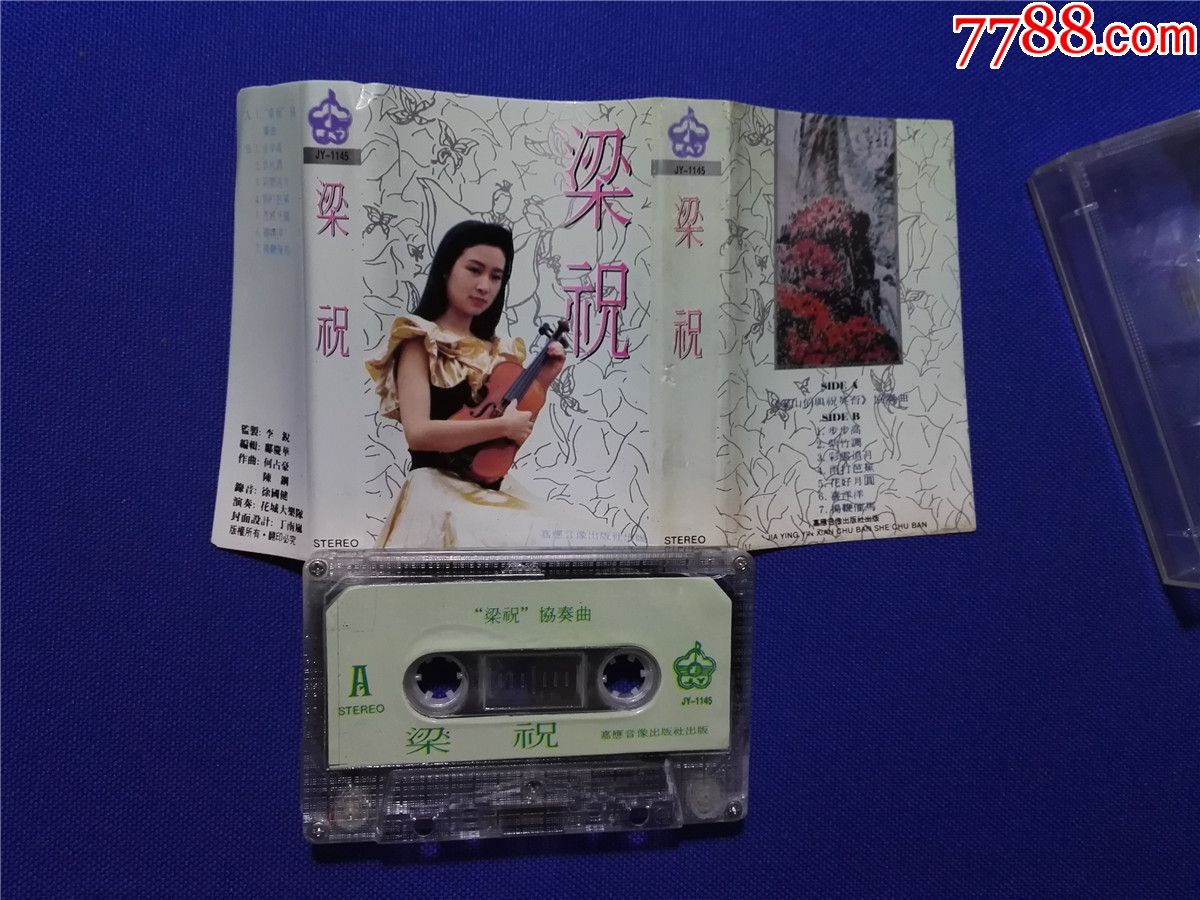 7788.com
JY-1145
梁
祝
監製：李 銳
編輯：鄺慶華
作曲：何占豪
陳 鋼
錄音：徐國健
演奏：花城大樂隊
封面設計：丁南胤
版權所有·翻印必究
STEREO
梁
祝
嘉應音像出版社出版
JY-1145
梁
祝
STEREO
SIDE A
《梁山伯與祝英台》協奏曲
SIDE B
1. 步步高
2. 紫竹調
3. 彩雲追月
4. 雨打芭蕉
5. 花好月圓
6. 喜洋洋
7. 揚鞭催馬
嘉應音像出版社出版
JIA YING YIN XIAN CHU BAN SHE CHU BAN
“梁祝”協奏曲
A
STEREO
JY-1145
梁 祝
嘉應音像出版社出版